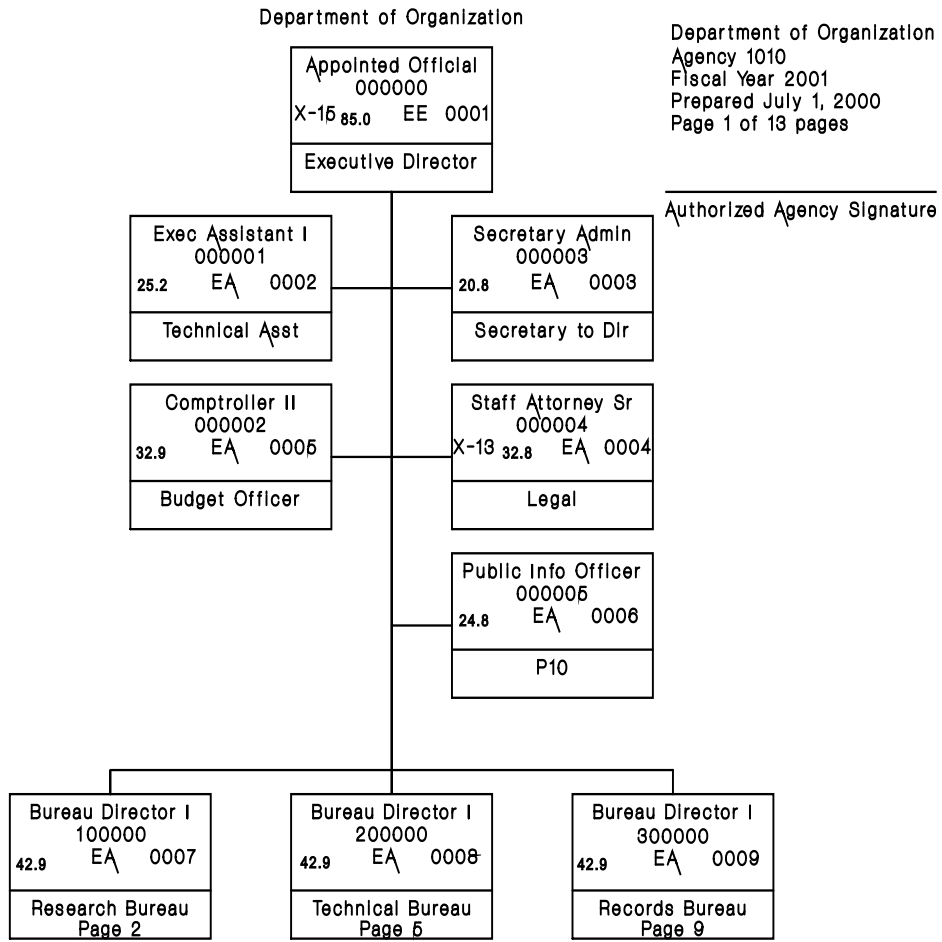 Department of Organization
Department of Organization
Agency 1010
Fiscal Year 2001
Prepared July 1, 2000
Page 1 of 13 pages
Authorized Agency Signature
Appointed Official
000000
X-15 85.0 EE 0001
Executive Director
Exec Assistant I
000001
25.2 EA 0002
Technical Asst
Secretary Admin
000003
20.8 EA 0003
Secretary to Dir
Comptroller II
000002
32.9 EA 0005
Budget Officer
Staff Attorney Sr
000004
X-13 32.8 EA 0004
Legal
Public Info Officer
000005
24.8 EA 0006
P10
Bureau Director I
100000
42.9 EA 0007
Research Bureau
Page 2
Bureau Director I
200000
42.9 EA 0008
Technical Bureau
Page 5
Bureau Director I
300000
42.9 EA 0009
Records Bureau
Page 9